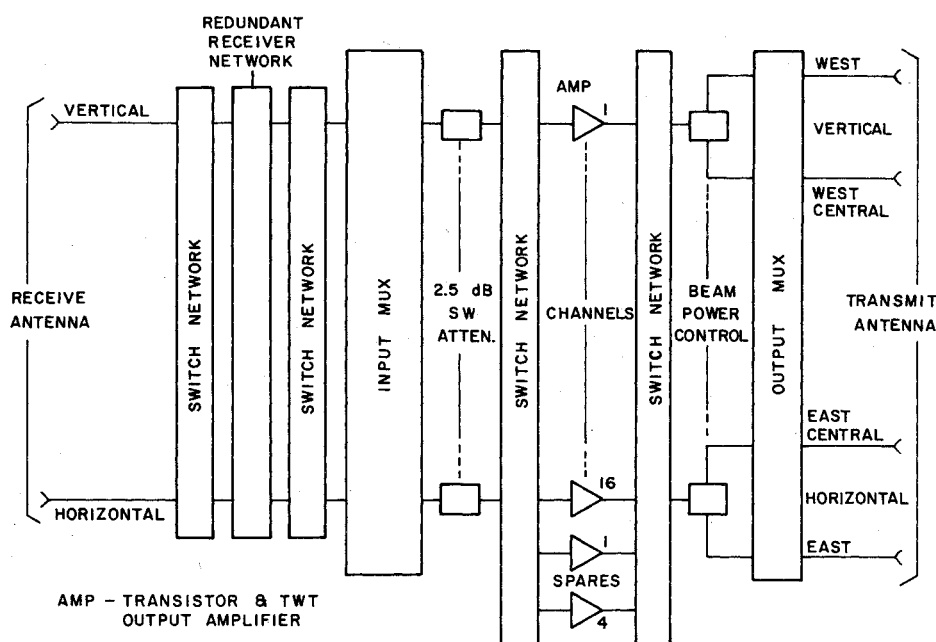 REDUNDANT
RECEIVER
NETWORK
AMP
1
WEST
VERTICAL
VERTICAL
WEST
CENTRAL
RECEIVE
ANTENNA
SWITCH NETWORK
SWITCH NETWORK
INPUT MUX
2.5 dB
SW
ATTEN.
SWITCH NETWORK
CHANNELS
SWITCH NETWORK
BEAM
POWER
CONTROL
OUTPUT MUX
TRANSMIT
ANTENNA
EAST
CENTRAL
16
HORIZONTAL
HORIZONTAL
1
EAST
SPARES
4
AMP - TRANSISTOR & TWT
OUTPUT AMPLIFIER